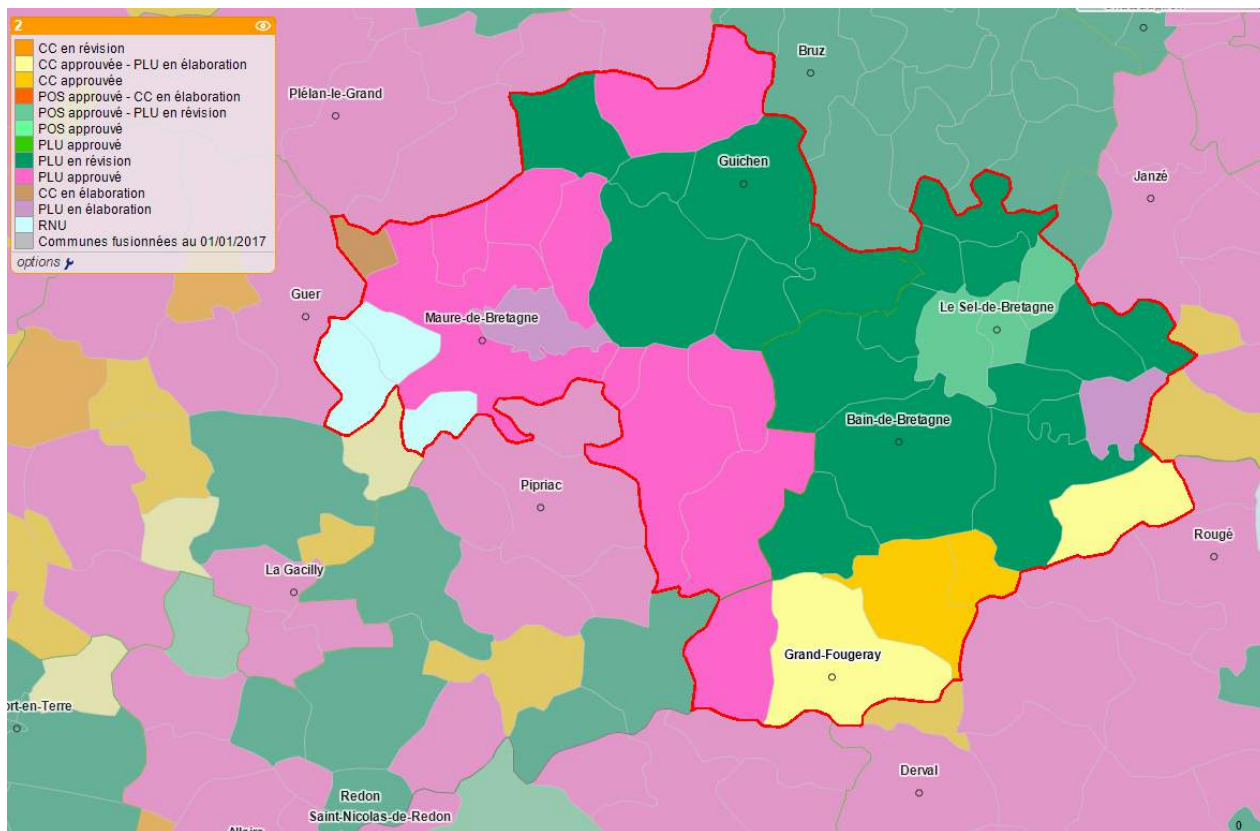 2
CC en révision
CC approuvée - PLU en élaboration
CC approuvée
POS approuvé - CC en élaboration
POS approuvé - PLU en révision
POS approuvé
PLU approuvé
PLU en révision
PLU approuvé
CC en élaboration
PLU en élaboration
RNU
Communes fusionnées au 01/01/2017
options
Bruz
Plélan-le-Grand
Guichen
Janzé
Guer
Maure-de-Bretagne
Le Sel-de-Bretagne
Bain-de-Bretagne
Pipriac
Rougé
La Gacilly
Grand-Fougeray
ort-en-Terre
Derval
Redon
Saint-Nicolas-de-Redon
0